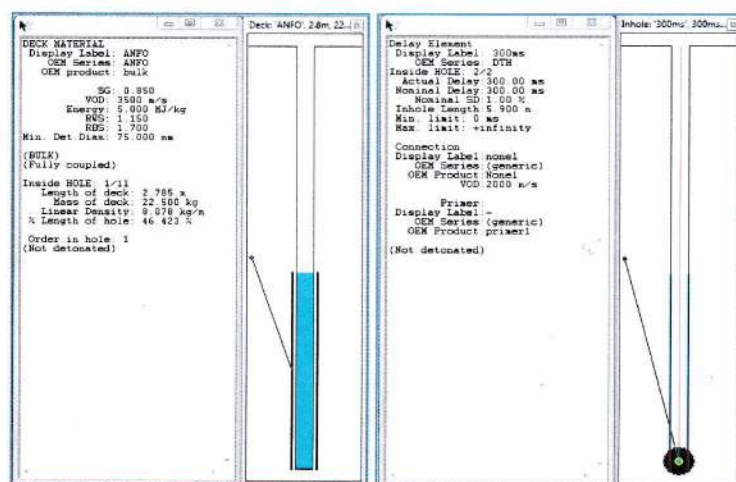 Deck: 'ANFO', 2.8m, 22...
DECK MATERIAL
Display Label: ANFO
OEM Series: ANFO
OEM product: bulk
SG: 0.850
VOD: 3500 m/s
Energy: 5.000 MJ/kg
RWS: 1.150
RBS: 1.700
Min. Det.Diam: 75.000 mm
(BULK)
(Fully coupled)
Inside HOLE: 1/11
Length of deck: 2.785 m
Mass of deck: 22.500 kg
Linear Density: 8.078 kg/m
% Length of hole: 46.423 %
Order in hole: 1
(Not detonated)
Inhole: '300ms', 300ms...
Delay Element
Display Label: 300ms
OEM Series: DTH
Inside HOLE: 2/2
Actual Delay: 300.00 ms
Nominal Delay: 300.00 ms
Nominal SD: 1.00 %
Inhole Length: 5.900 m
Min. limit: 0 ms
Max. limit: +infinity
Connection
Display Label: nonel
OEM Series: (generic)
OEM Product: Nonel
VOD: 2000 m/s
Primer:
Display Label: -
OEM Series: (generic)
OEM Product: primer1
(Not detonated)